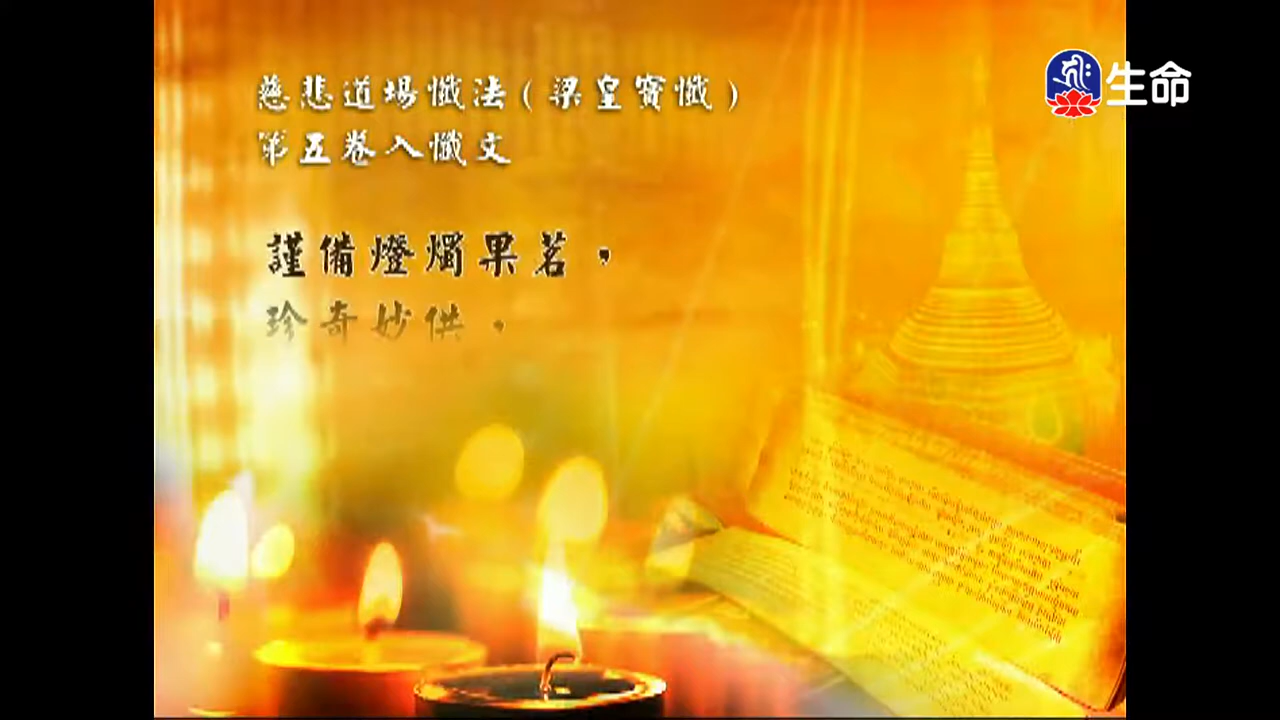 慈悲道場懺法(梁皇寶懺)
第五卷入懺文
謹備燈燭果茗，
珍奇妙供，
生命